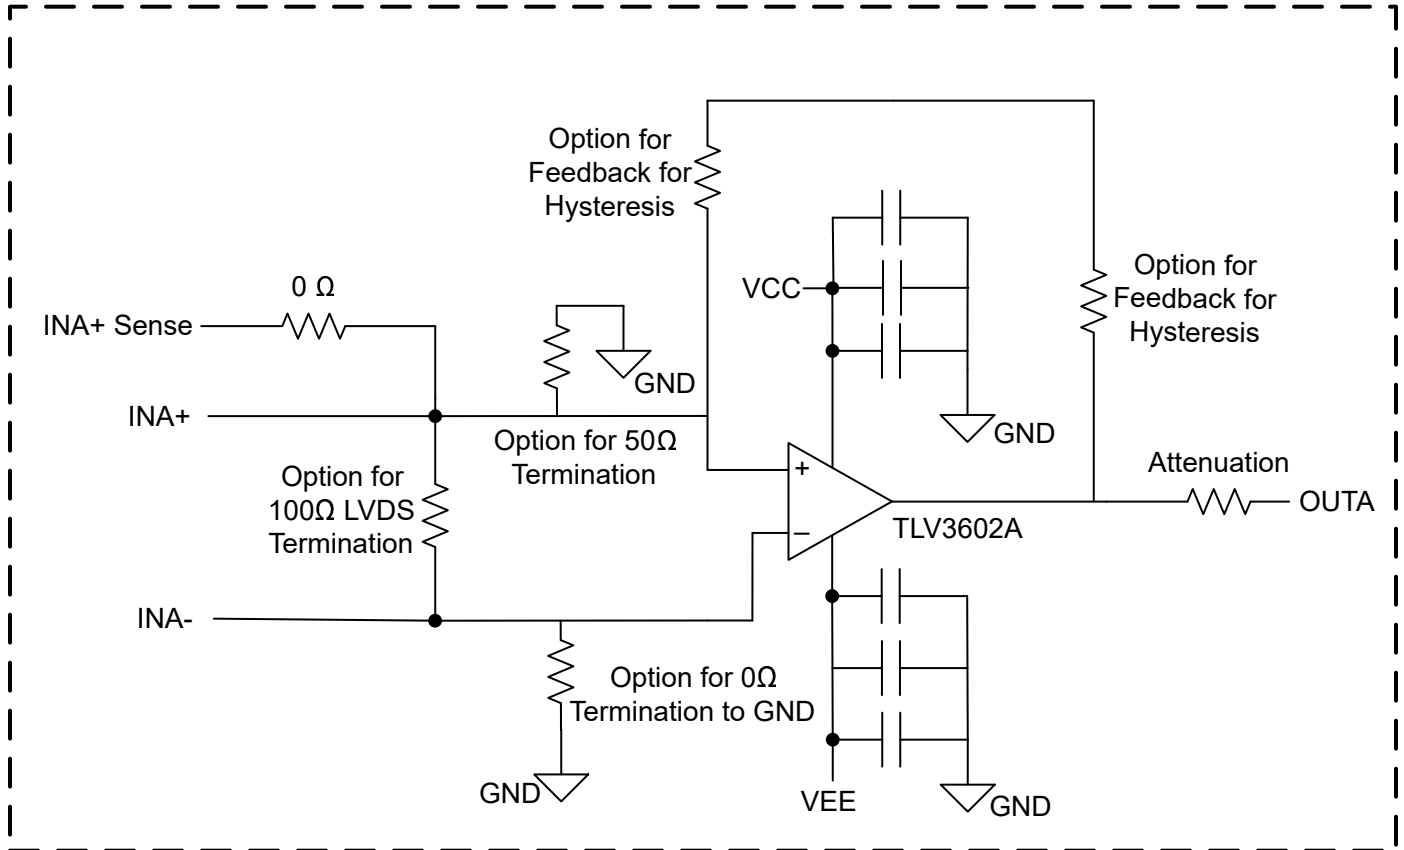 Option for
Feedback for
Hysteresis
0 Ω
INA+ Sense
VCC
Option for
Feedback for
Hysteresis
GND
INA+
Option for 50Ω
Termination
GND
Option for
100Ω LVDS
Termination
+
Attenuation
OUTA
–
TLV3602A
INA-
Option for 0Ω
Termination to GND
GND
VEE
GND